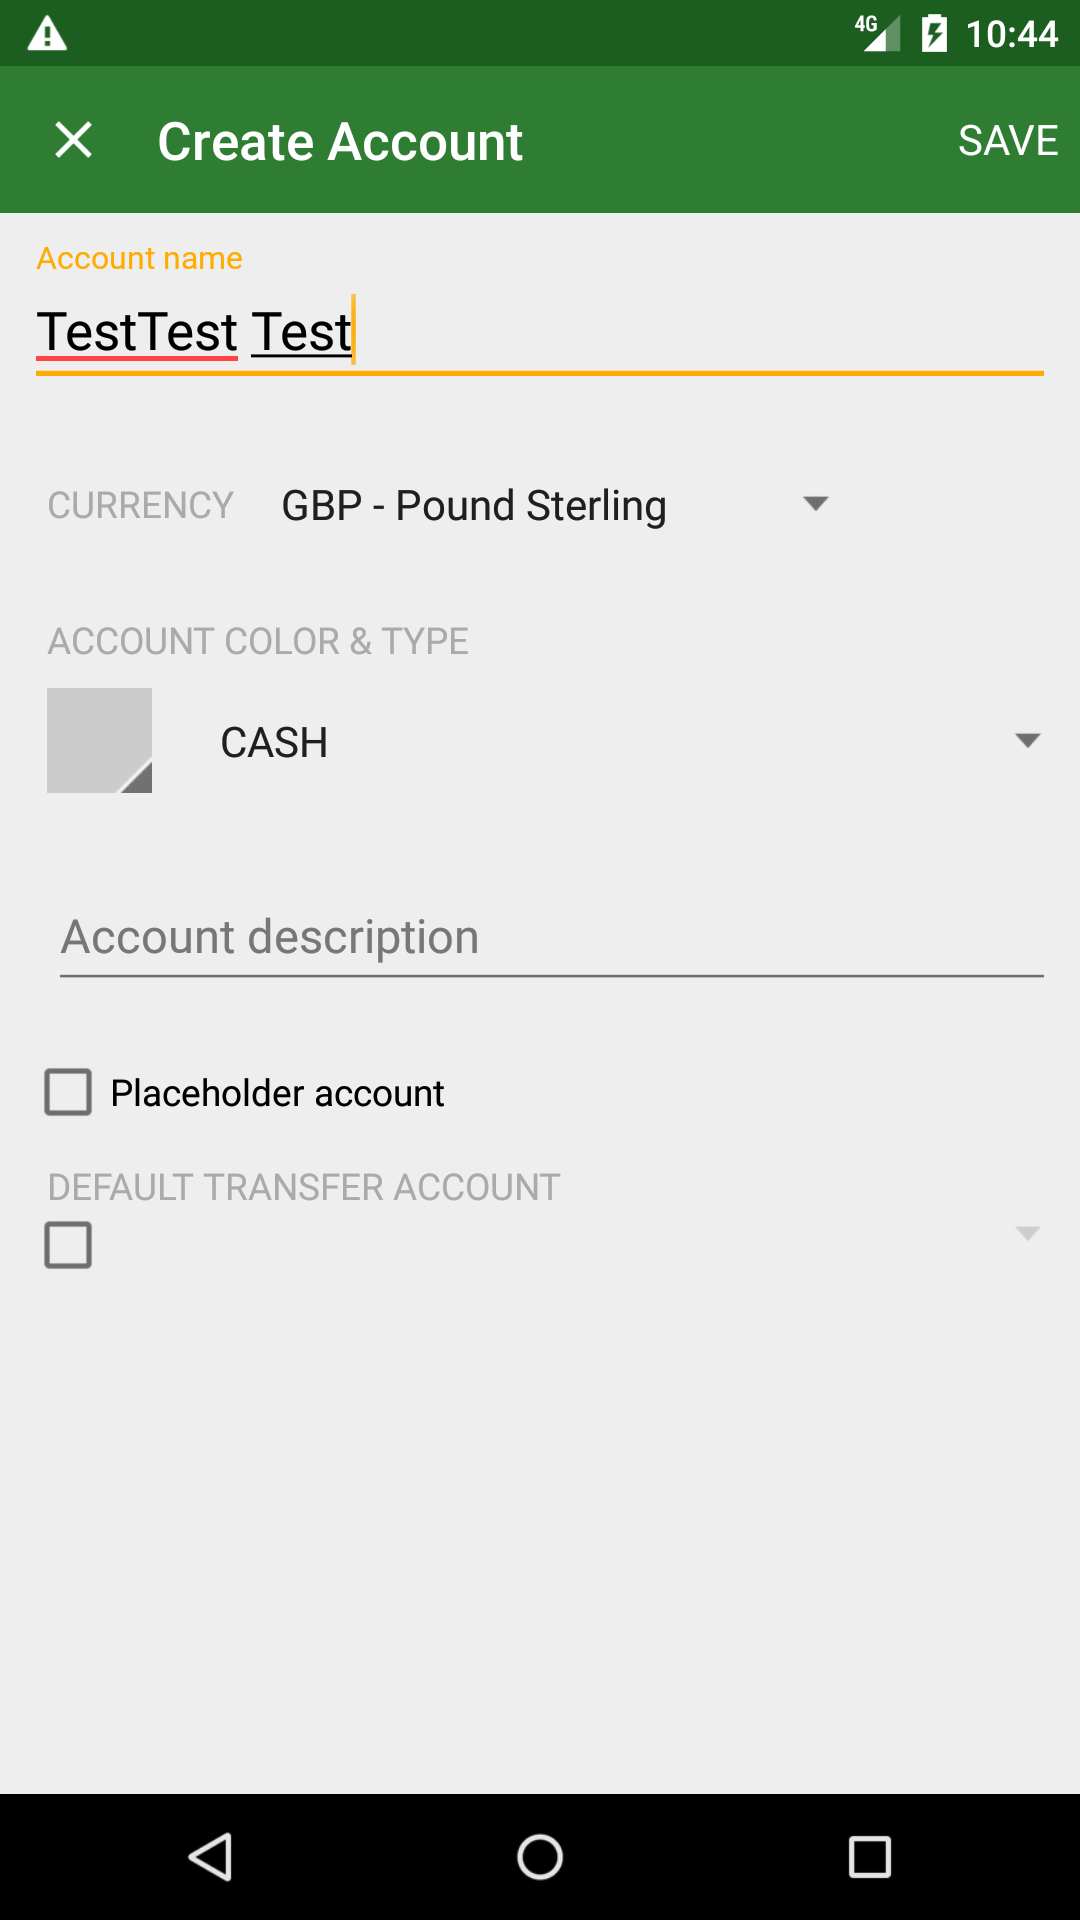 4G 10:44
Create Account SAVE
Account name
TestTest Test
CURRENCY GBP - Pound Sterling
ACCOUNT COLOR & TYPE
CASH
Account description
Placeholder account
DEFAULT TRANSFER ACCOUNT